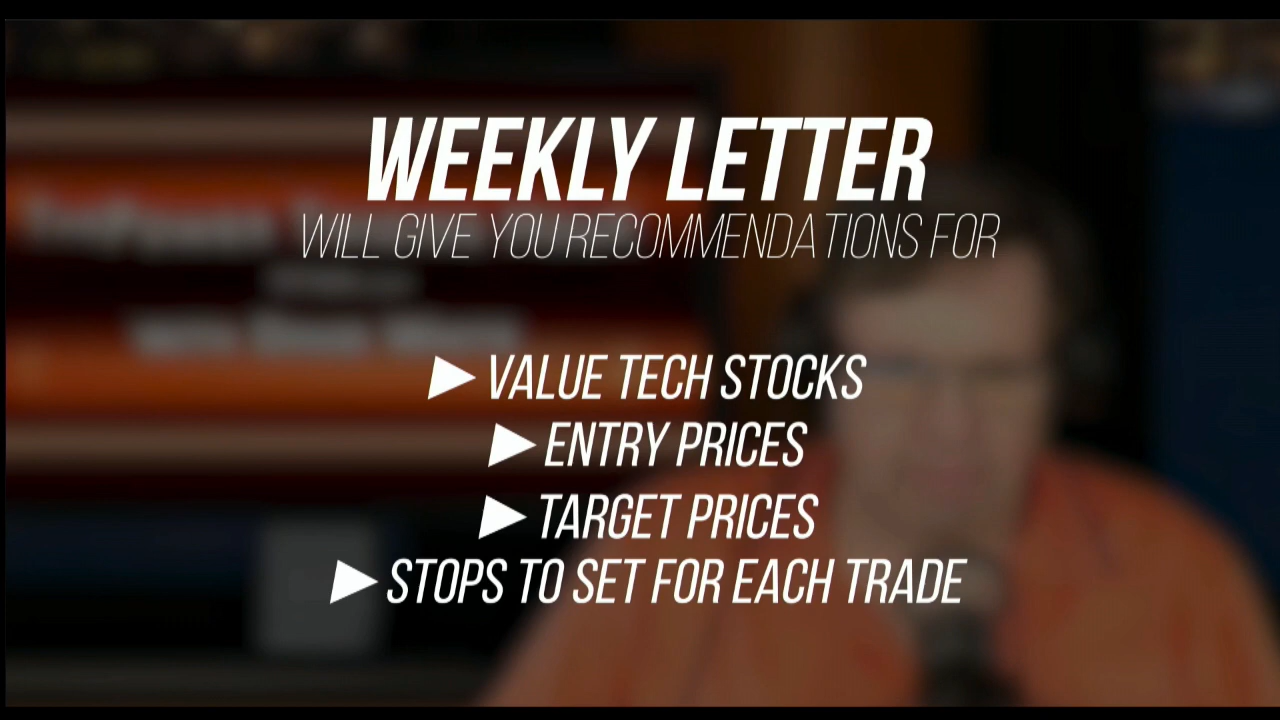 WEEKLY LETTER
WILL GIVE YOU RECOMMENDATIONS FOR
▶ VALUE TECH STOCKS
▶ ENTRY PRICES
▶ TARGET PRICES
▶ STOPS TO SET FOR EACH TRADE